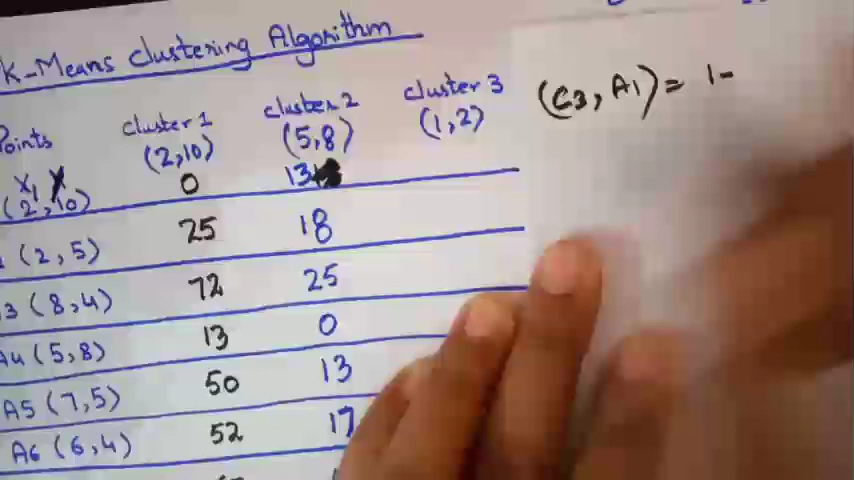 K-Means Clustering Algorithm
Points cluster 1 cluster 2 cluster 3
(2,10) (5,8) (1,2)
(C3, A1) = 1-
x, y
(2,10) 0 13
(2,5) 25 18
3 (8,4) 72 25
A4 (5,8) 13 0
A5 (7,5) 50 13
A6 (6,4) 52 17